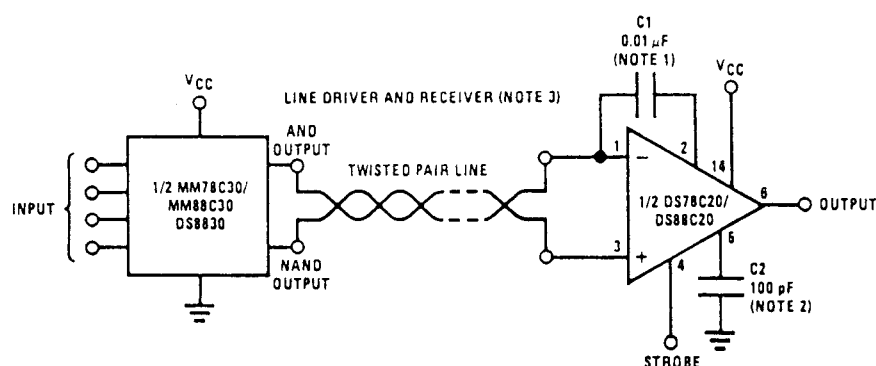 C1
0.01 µF
(NOTE 1)
VCC
VCC
LINE DRIVER AND RECEIVER (NOTE 3)
AND
OUTPUT
1
2
14
TWISTED PAIR LINE
INPUT
1/2 MM78C30/
MM88C30
DS8830
−
1/2 DS78C20/
DS88C20
6
OUTPUT
3
+
4
5
NAND
OUTPUT
C2
100 pF
(NOTE 2)
STROBE